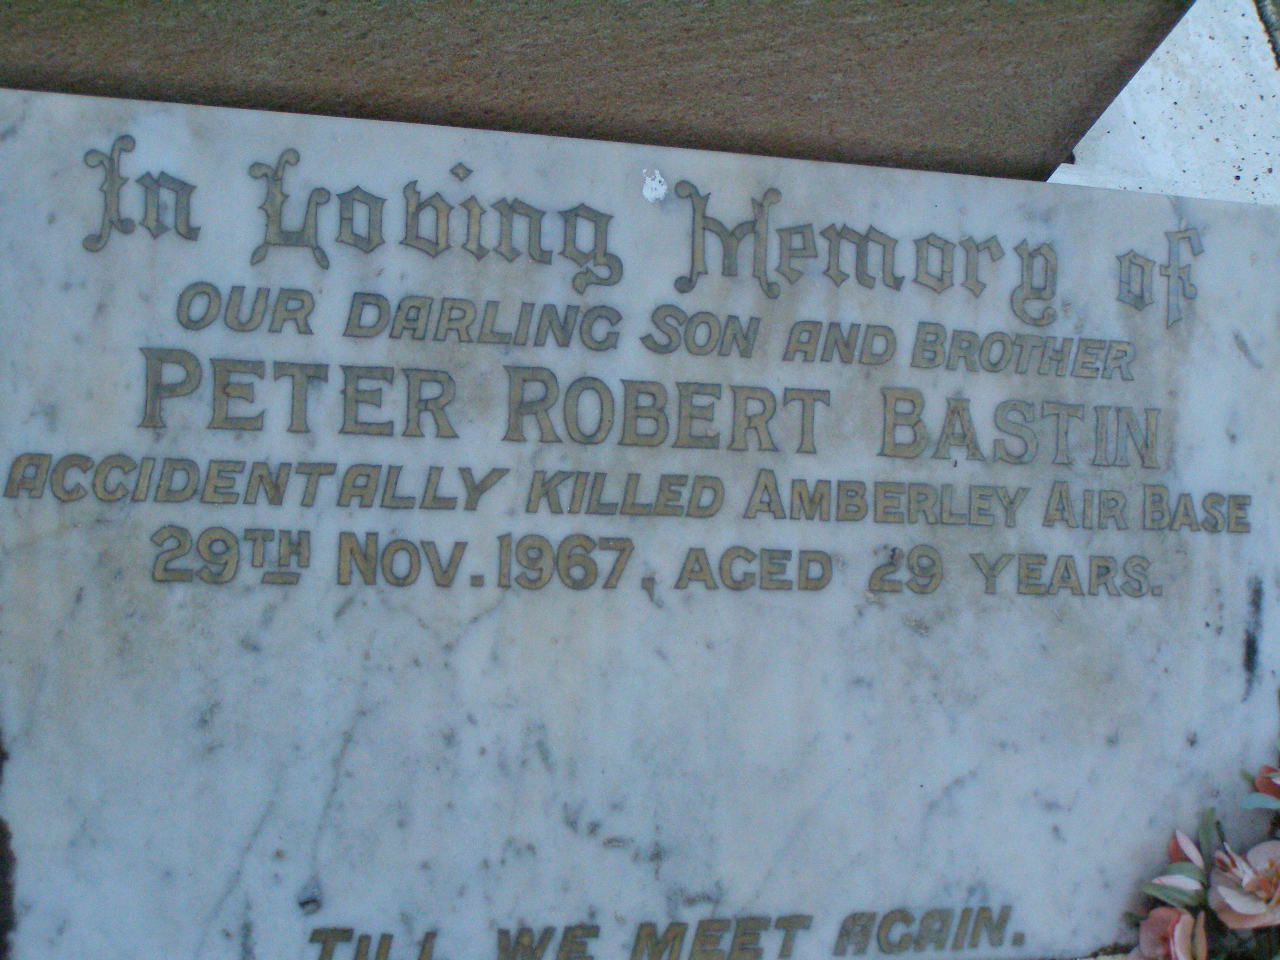 In Loving Memory of
OUR DARLING SON AND BROTHER
PETER ROBERT BASTIN
ACCIDENTALLY KILLED AMBERLEY AIR BASE
29TH NOV. 1967, AGED 29 YEARS.
TILL WE MEET AGAIN.